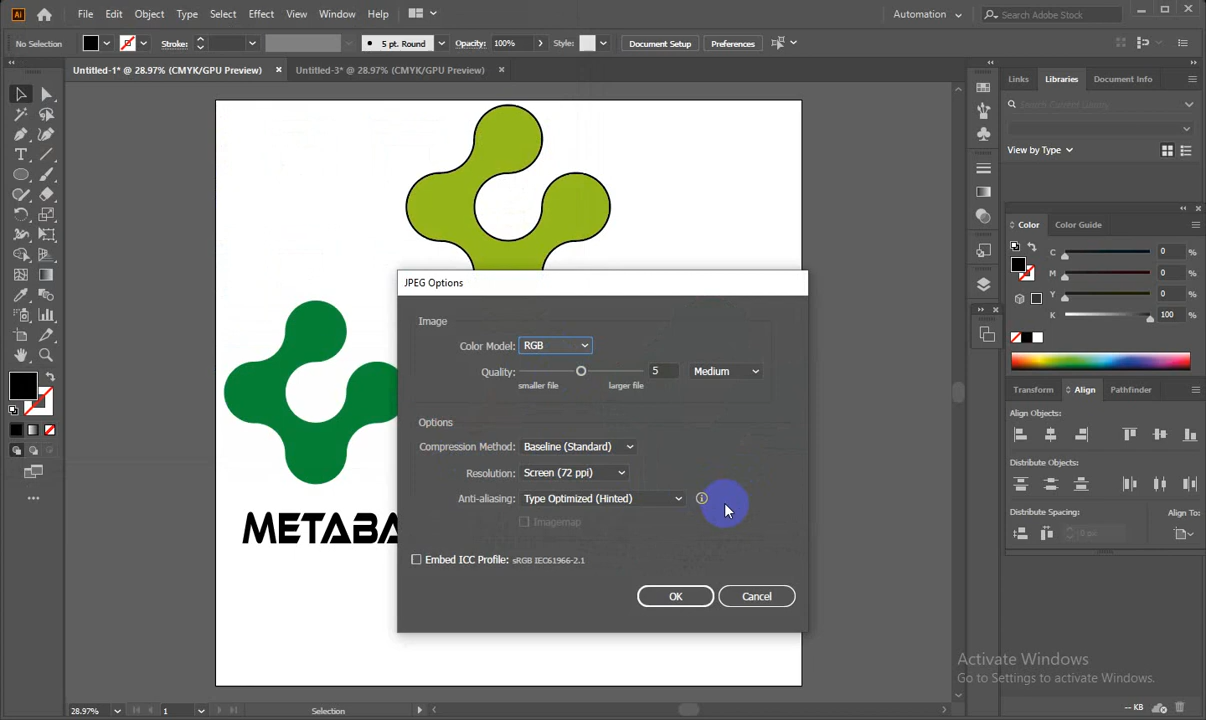 Ai File Edit Object Type Select Effect View Window Help Automation Search Adobe Stock
No Selection Stroke: 5 pt. Round Opacity: 100% Style: Document Setup Preferences
Untitled-1* @ 28.97% (CMYK/GPU Preview) × Untitled-3* @ 28.97% (CMYK/GPU Preview) ×
Links Libraries Document Info
Search Current Library
View by Type
Color Color Guide
C 0 %
M 0 %
Y 0 %
K 100 %
Transform Align Pathfinder
Align Objects:
Distribute Objects:
Distribute Spacing: Align To:
0 pxl
JPEG Options
Image
Color Model: RGB
Quality: 5 Medium
smaller file larger file
Options
Compression Method: Baseline (Standard)
Resolution: Screen (72 ppi)
Anti-aliasing: Type Optimized (Hinted)
Imagemap
Embed ICC Profile: sRGB IEC61966-2.1
OK Cancel
METABA
Activate Windows
Go to Settings to activate Windows.
28.97% 1 Selection -- KB